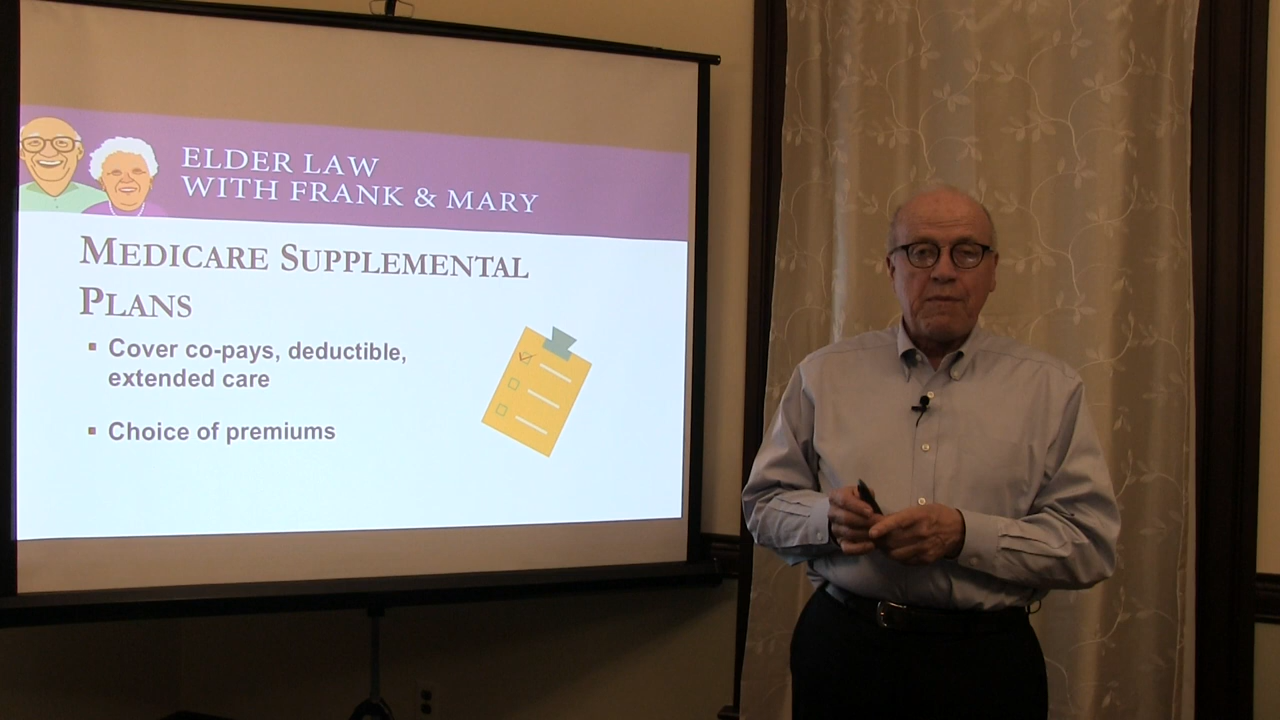 ELDER LAW
WITH FRANK & MARY
MEDICARE SUPPLEMENTAL
PLANS
▪ Cover co-pays, deductible,
extended care
▪ Choice of premiums